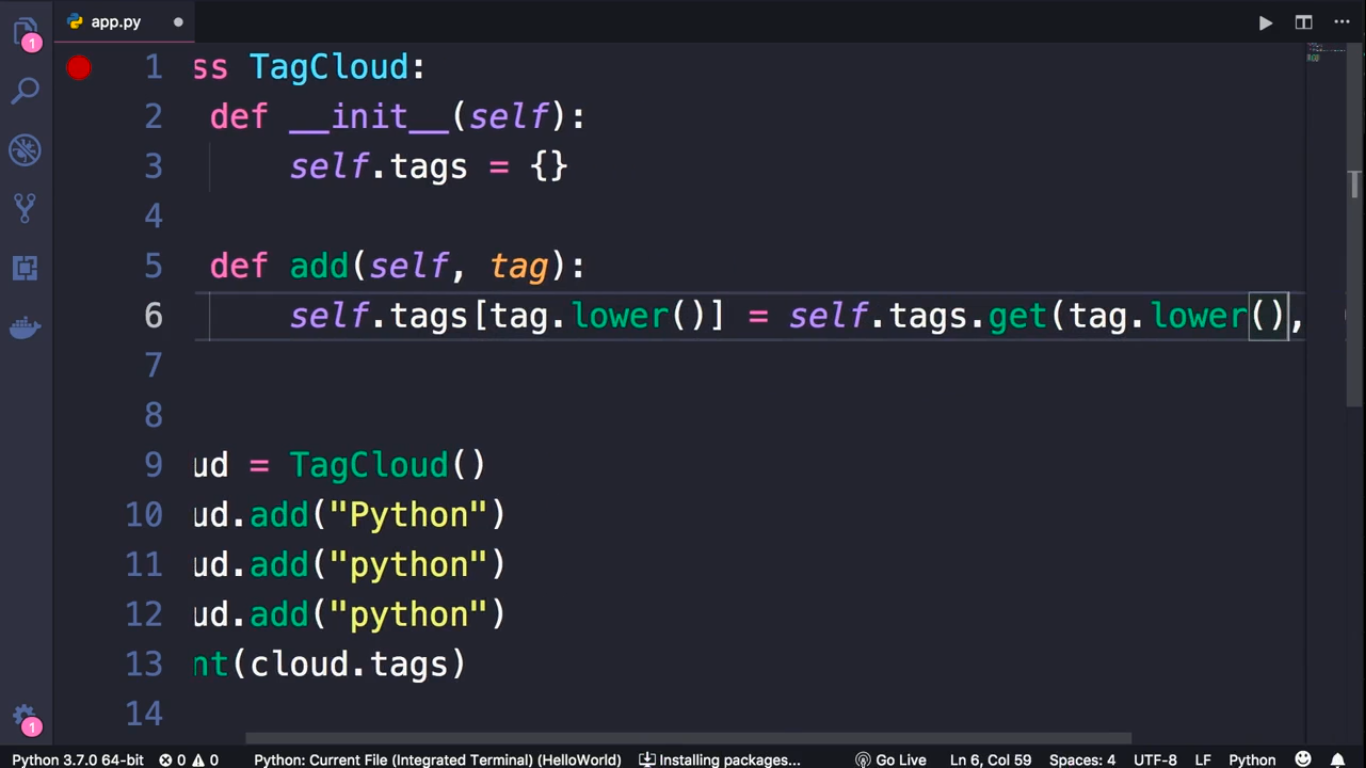 app.py
1 ss TagCloud:
2 def __init__(self):
3 self.tags = {}
4
5 def add(self, tag):
6 self.tags[tag.lower()] = self.tags.get(tag.lower(),
7
8
9 ud = TagCloud()
10 ud.add("Python")
11 ud.add("python")
12 ud.add("python")
13 nt(cloud.tags)
14
1
1
Python 3.7.0 64-bit 0 0 Python: Current File (Integrated Terminal) (HelloWorld) Installing packages... Go Live Ln 6, Col 59 Spaces: 4 UTF-8 LF Python